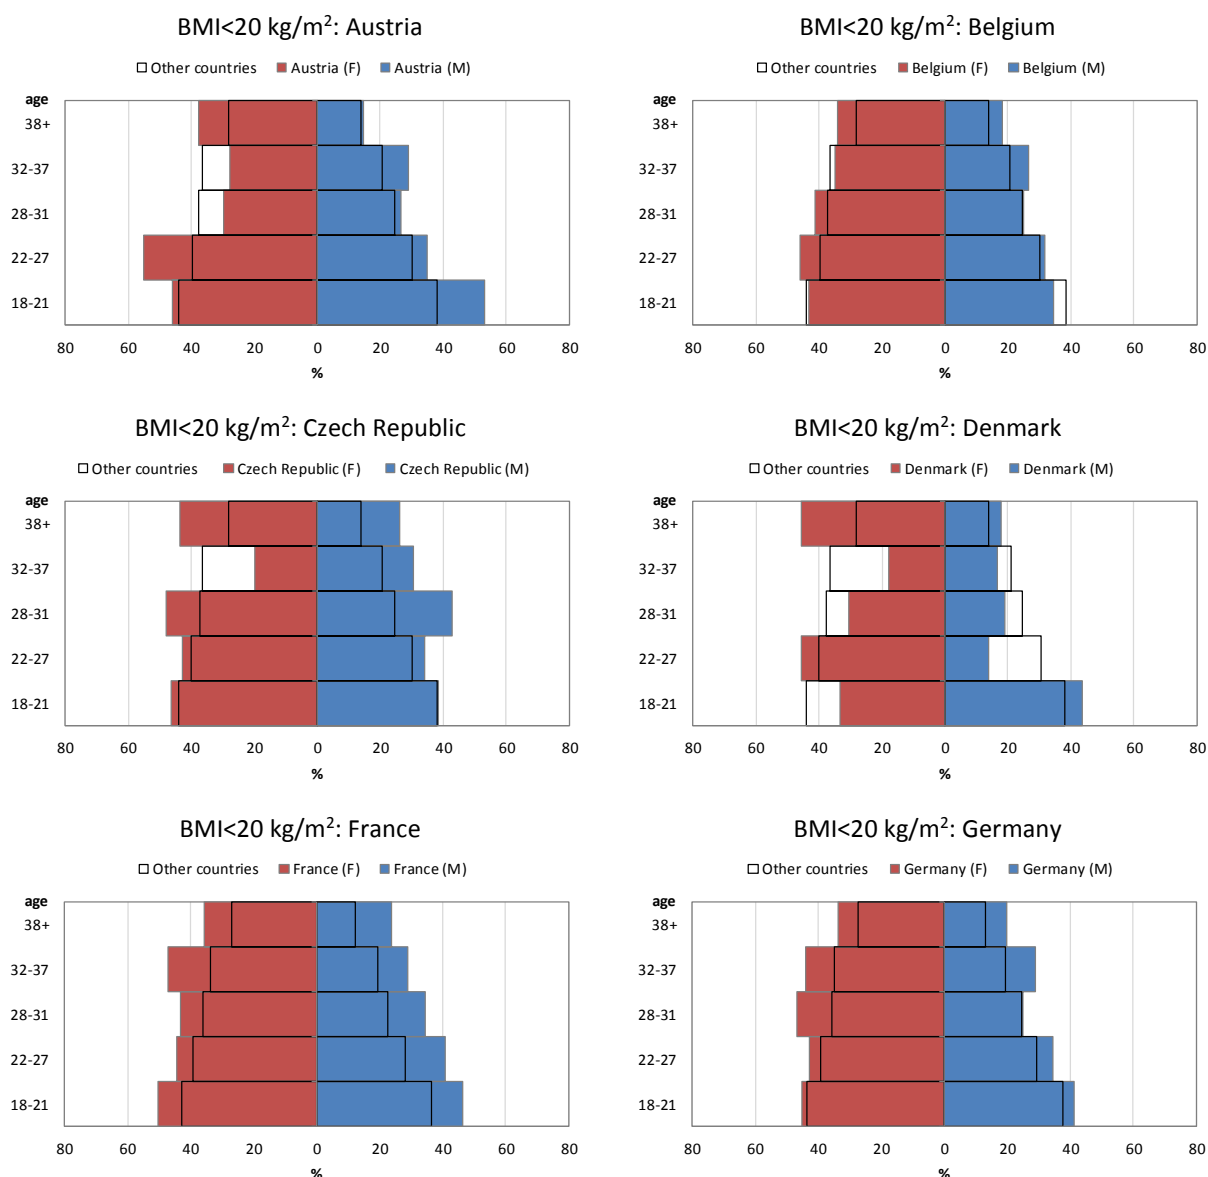 BMI<20 kg/m²: Austria
Other countries Austria (F) Austria (M)
age
38+
32-37
28-31
22-27
18-21
80 60 40 20 0 20 40 60 80
%
BMI<20 kg/m²: Belgium
Other countries Belgium (F) Belgium (M)
age
38+
32-37
28-31
22-27
18-21
80 60 40 20 0 20 40 60 80
%
BMI<20 kg/m²: Czech Republic
Other countries Czech Republic (F) Czech Republic (M)
age
38+
32-37
28-31
22-27
18-21
80 60 40 20 0 20 40 60 80
%
BMI<20 kg/m²: Denmark
Other countries Denmark (F) Denmark (M)
age
38+
32-37
28-31
22-27
18-21
80 60 40 20 0 20 40 60 80
%
BMI<20 kg/m²: France
Other countries France (F) France (M)
age
38+
32-37
28-31
22-27
18-21
80 60 40 20 0 20 40 60 80
%
BMI<20 kg/m²: Germany
Other countries Germany (F) Germany (M)
age
38+
32-37
28-31
22-27
18-21
80 60 40 20 0 20 40 60 80
%